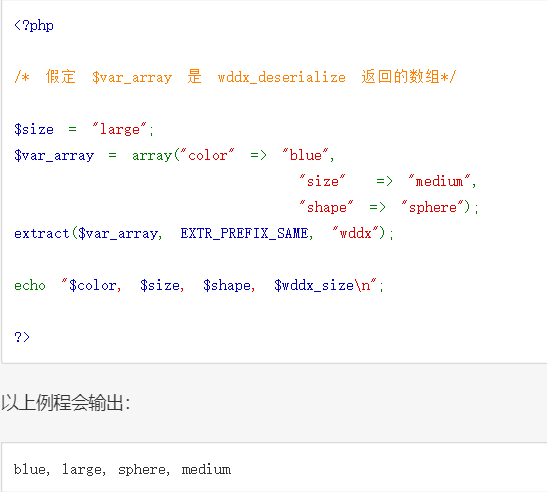 <?php
/* 假定 $var_array 是 wddx_deserialize 返回的数组*/
$size = "large";
$var_array = array("color" => "blue",
"size" => "medium",
"shape" => "sphere");
extract($var_array, EXTR_PREFIX_SAME, "wddx");
echo "$color, $size, $shape, $wddx_size\n";
?>
以上例程会输出：
blue, large, sphere, medium